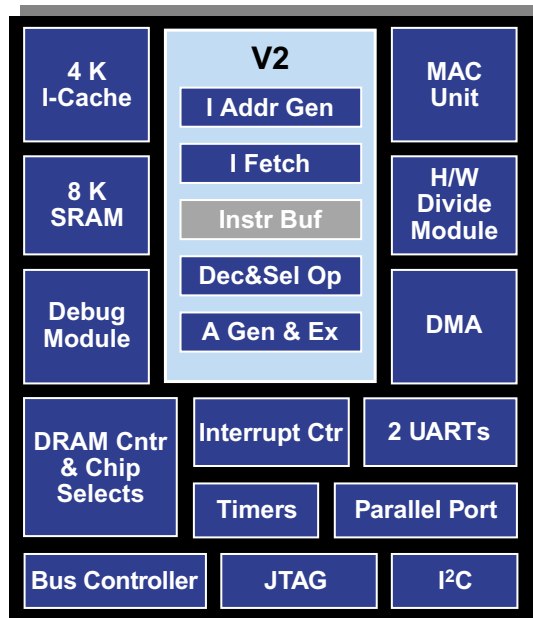 4 K
I-Cache
V2
I Addr Gen
I Fetch
Instr Buf
Dec&Sel Op
A Gen & Ex
MAC
Unit
8 K
SRAM
H/W
Divide
Module
Debug
Module
DMA
DRAM Cntr
& Chip
Selects
Interrupt Ctr
2 UARTs
Timers
Parallel Port
Bus Controller
JTAG
I²C